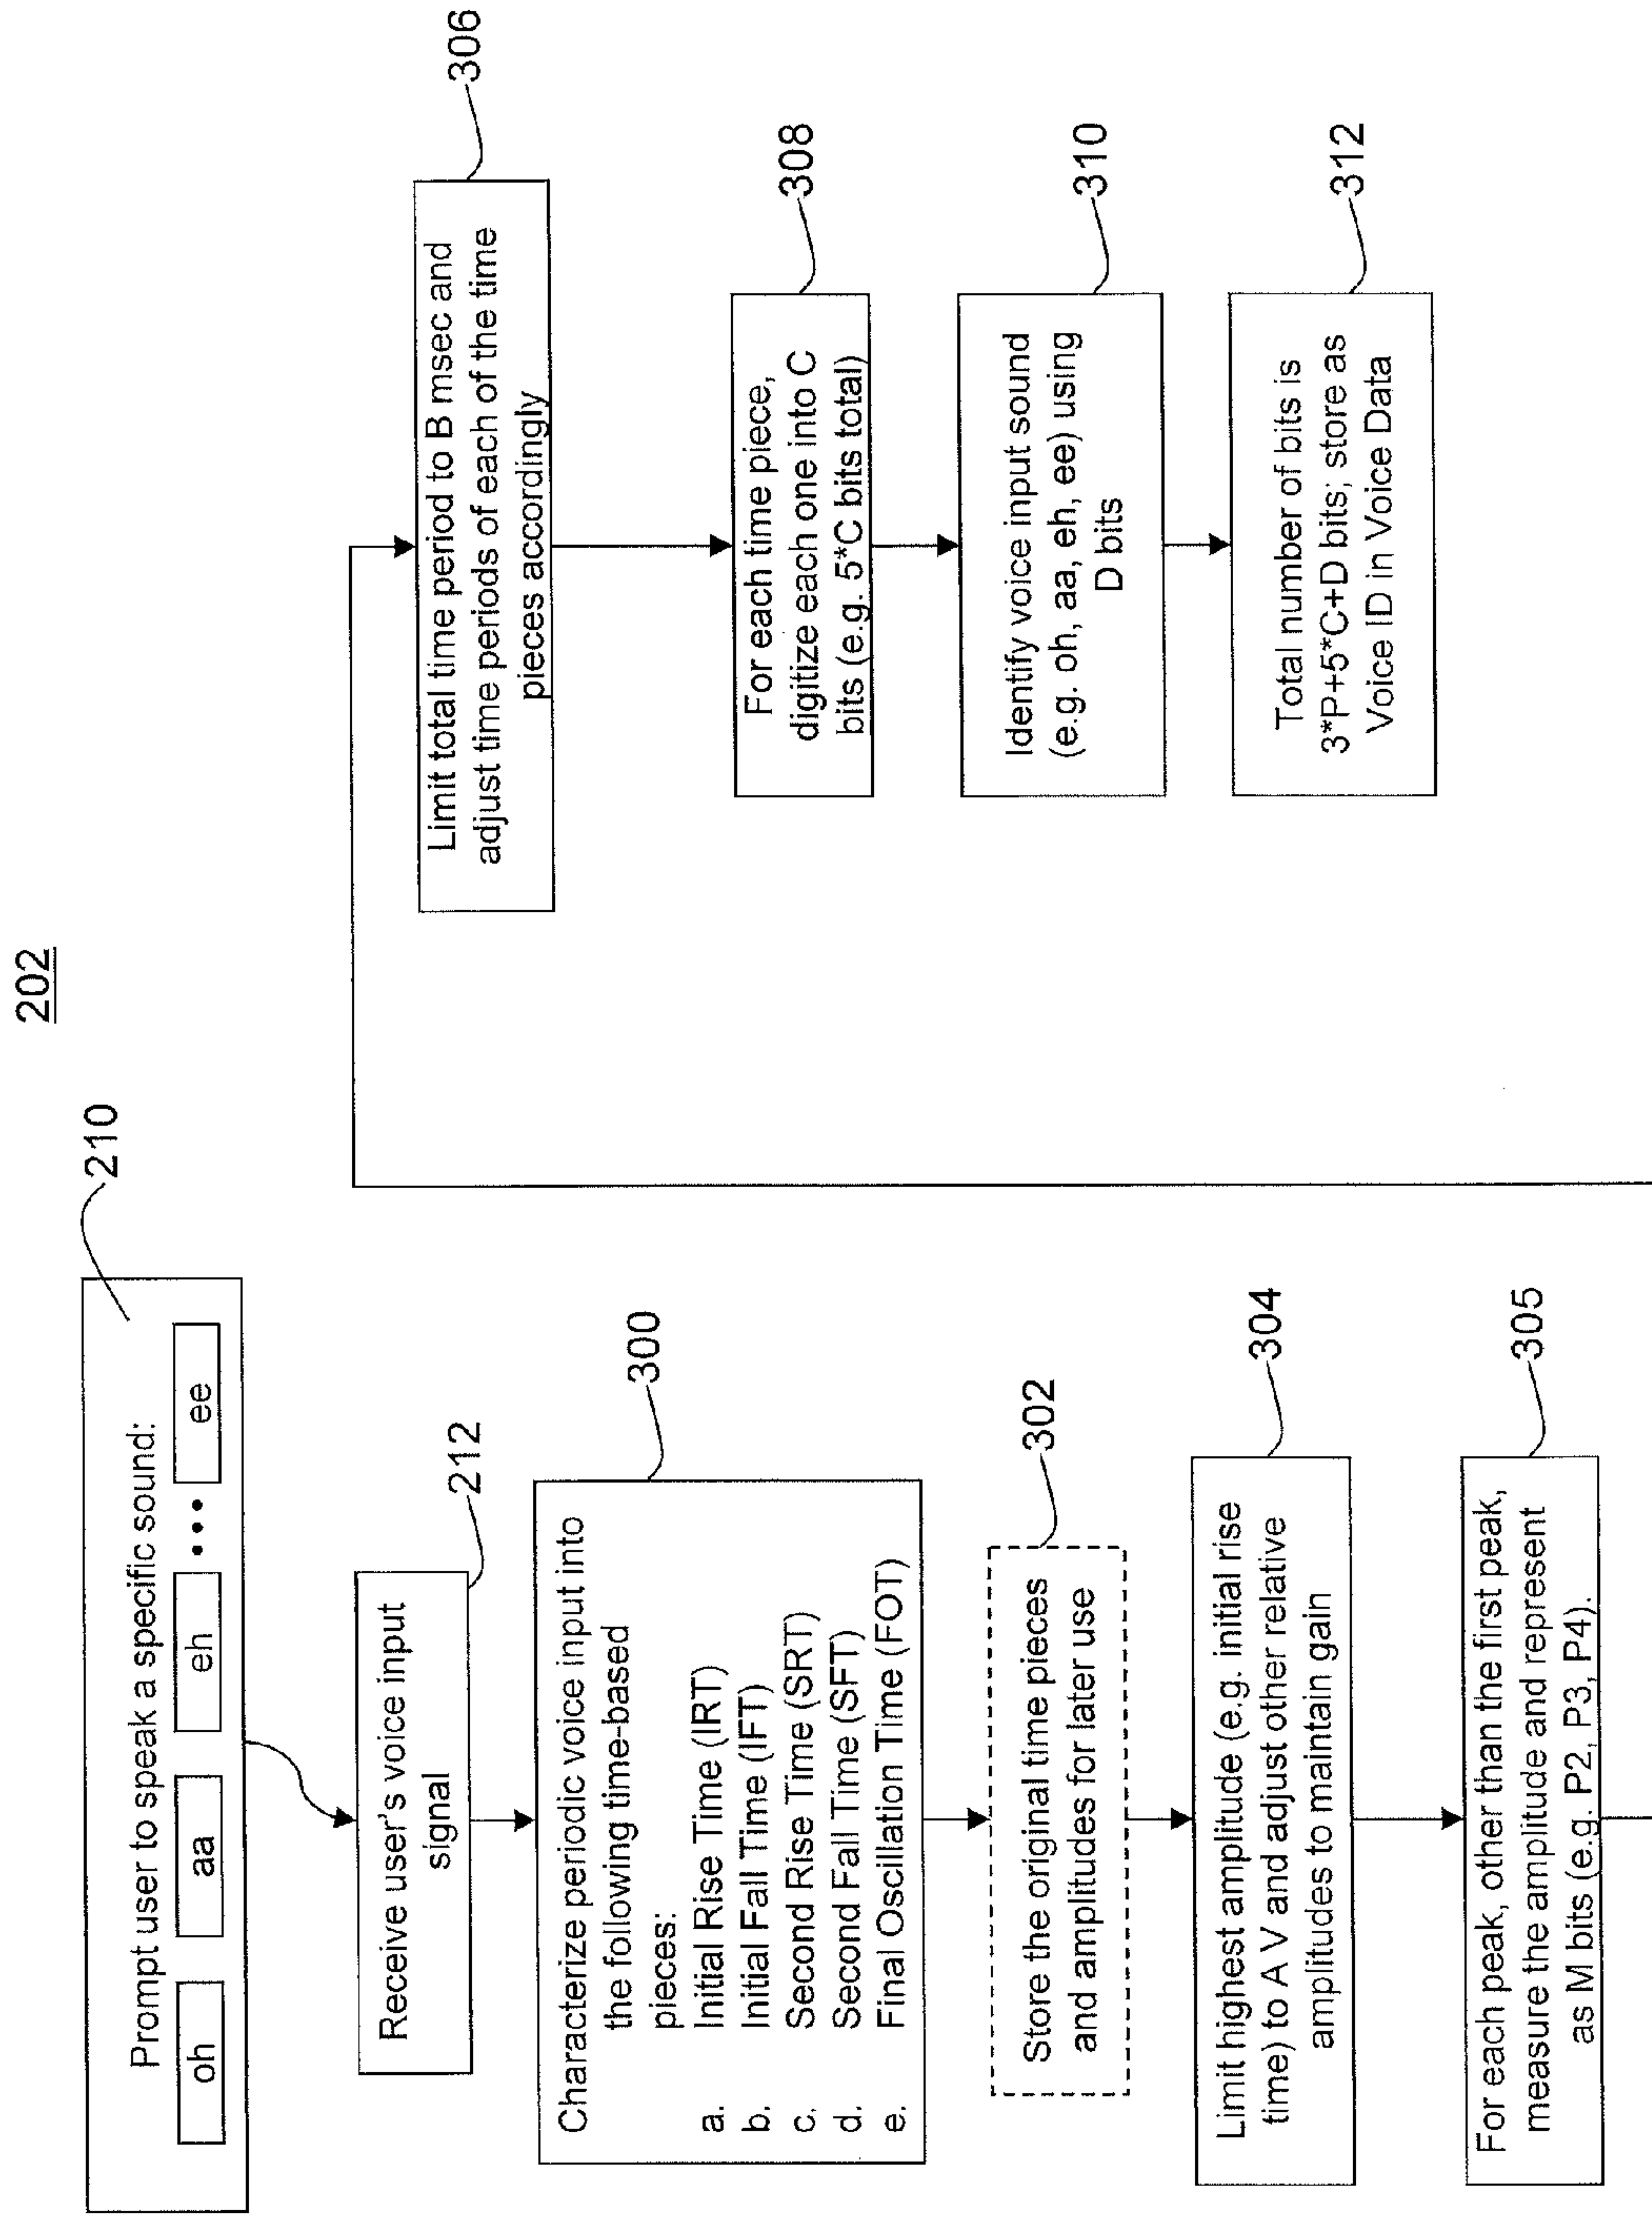 202
210
Prompt user to speak a specific sound:
oh
aa
eh
•••
ee
212
Receive user's voice input
signal
300
Characterize periodic voice input into
the following time-based
pieces:
a. Initial Rise Time (IRT)
b. Initial Fall Time (IFT)
c. Second Rise Time (SRT)
d. Second Fall Time (SFT)
e. Final Oscillation Time (FOT)
302
Store the original time pieces
and amplitudes for later use
304
Limit highest amplitude (e.g. initial rise
time) to A V and adjust other relative
amplitudes to maintain gain
305
For each peak, other than the first peak,
measure the amplitude and represent
as M bits (e.g. P2, P3, P4).
306
Limit total time period to B msec and
adjust time periods of each of the time
pieces accordingly
308
For each time piece,
digitize each one into C
bits (e.g. 5*C bits total)
310
Identify voice input sound
(e.g. oh, aa, eh, ee) using
D bits
312
Total number of bits is
3*P+5*C+D bits; store as
Voice ID in Voice Data